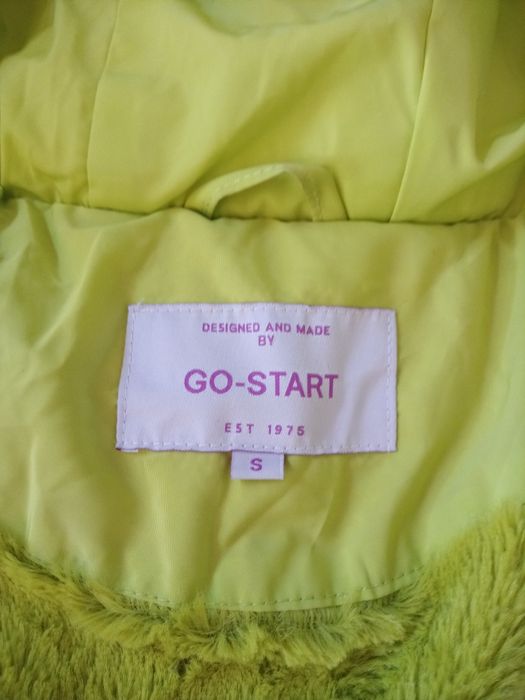 DESIGNED AND MADE
BY
GO-START
EST 1975
S